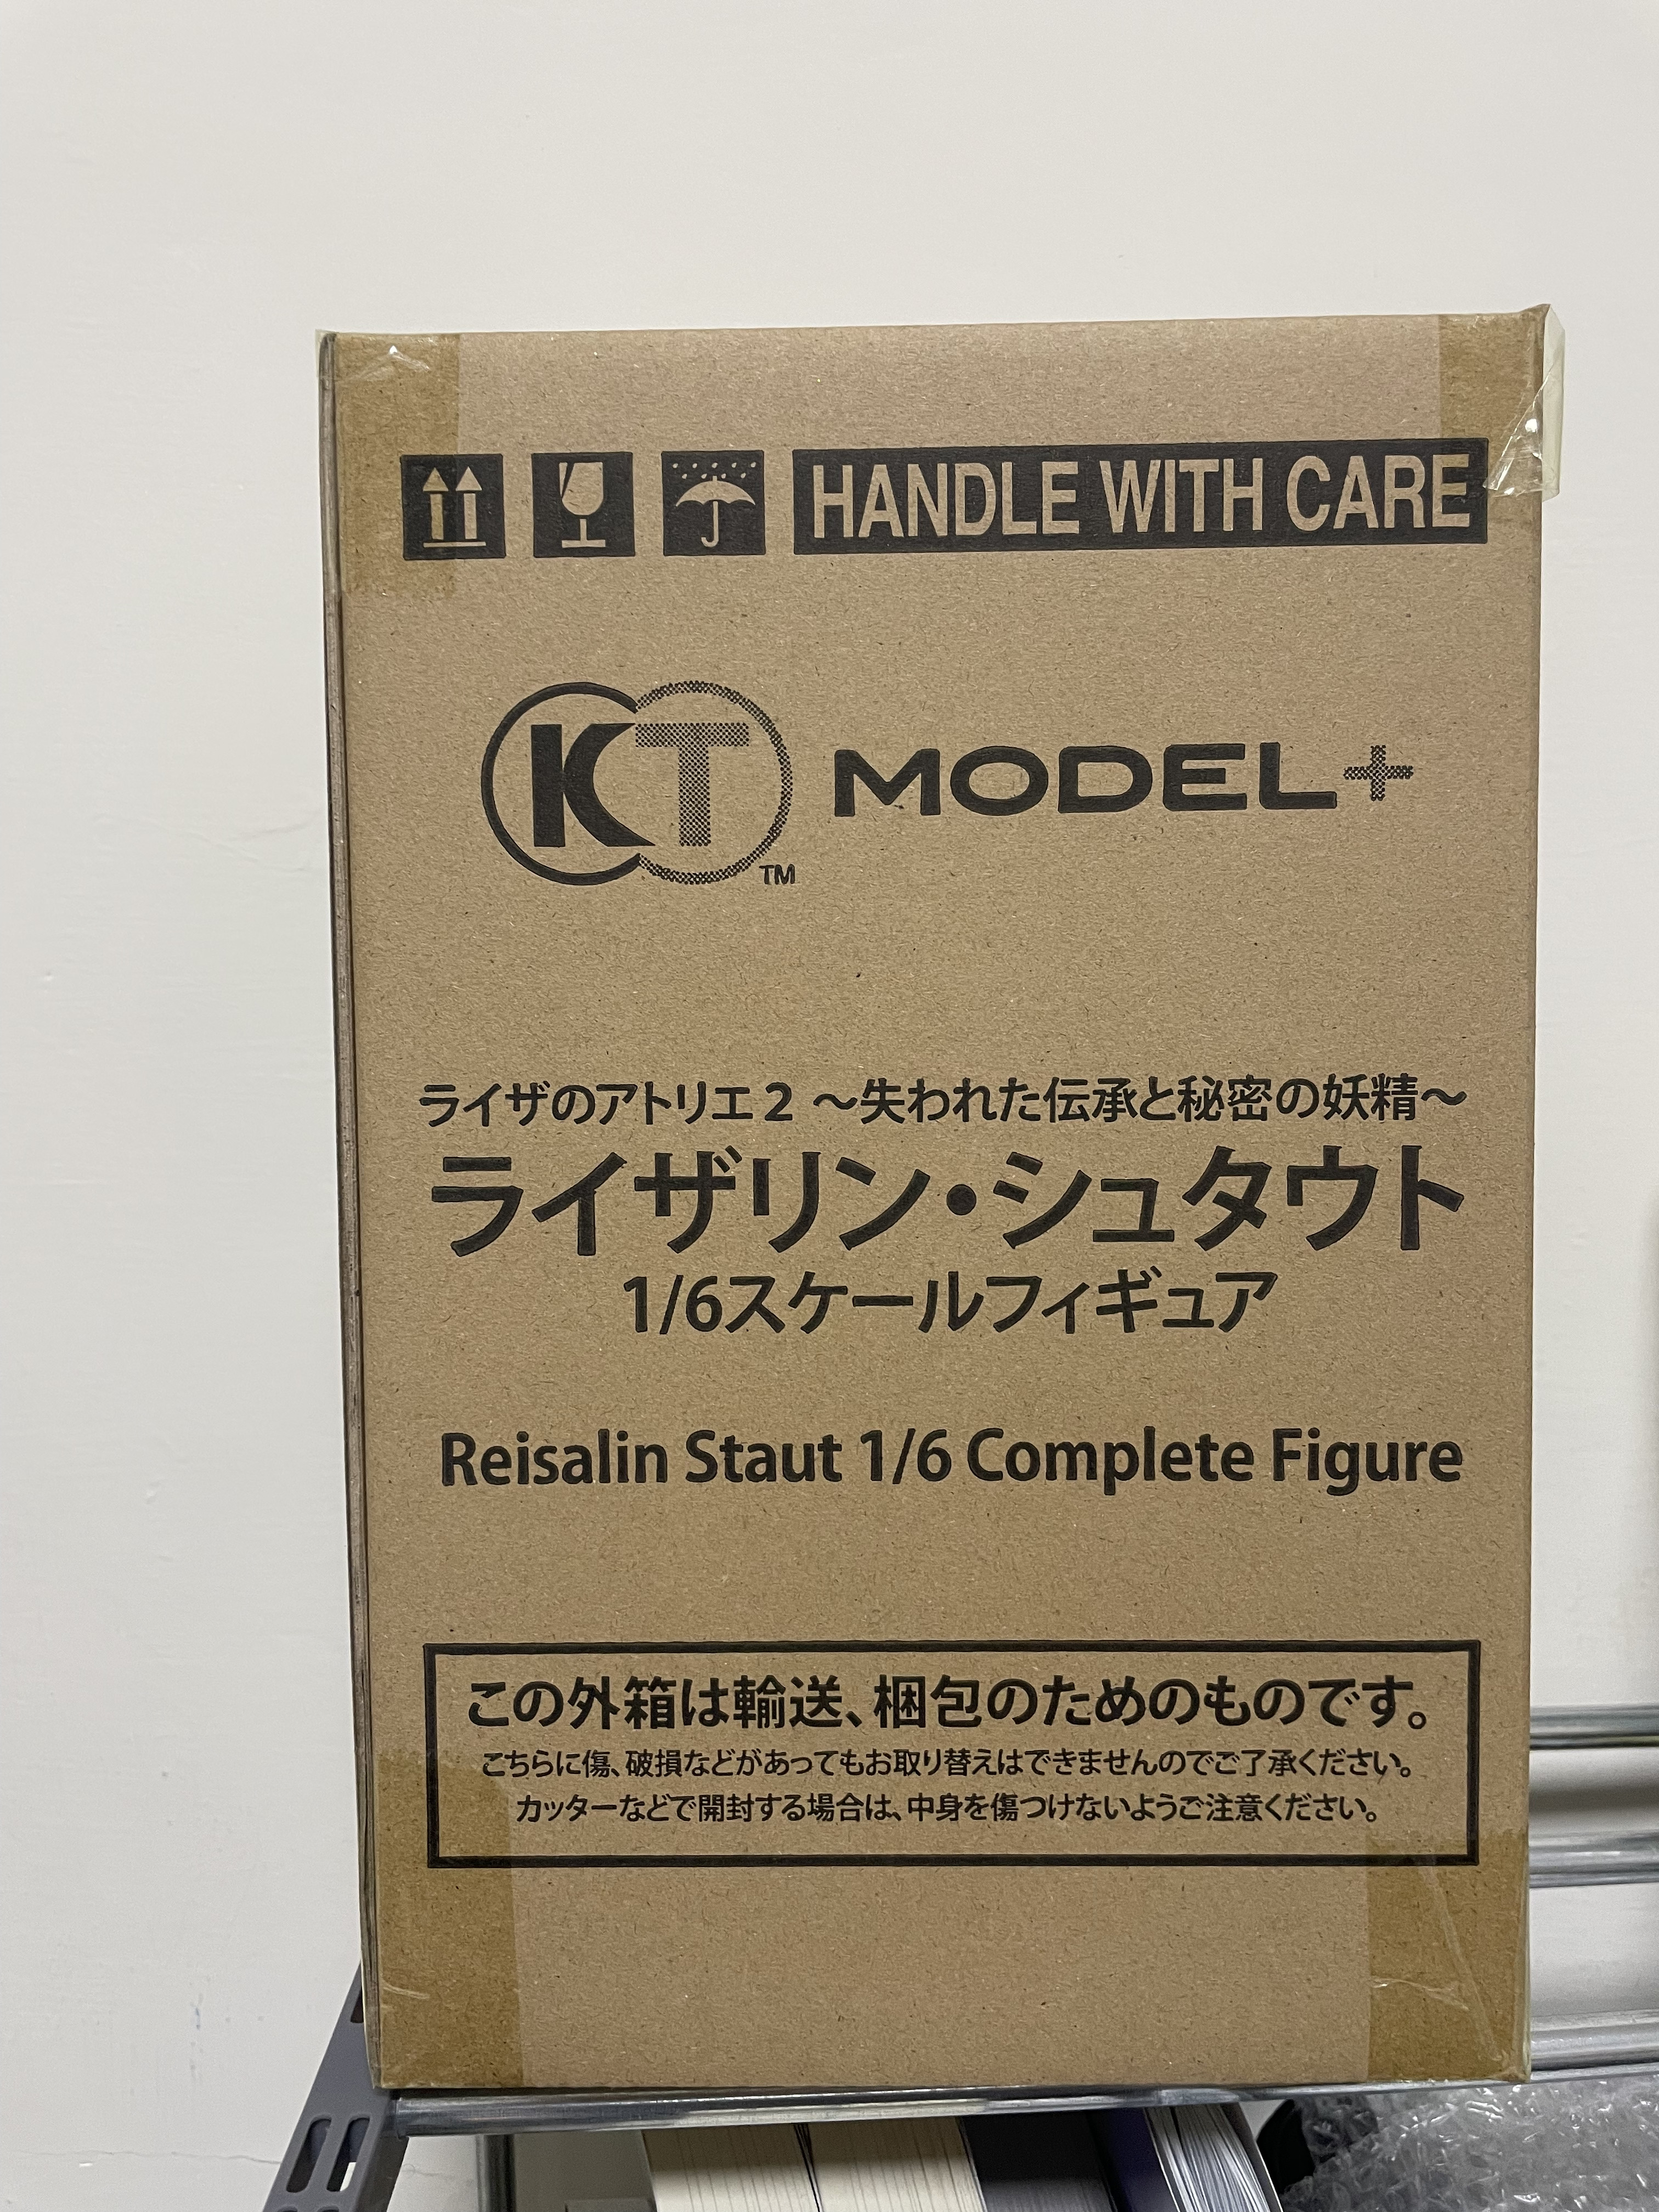 HANDLE WITH CARE
KT MODEL+
TM
ライザのアトリエ2 ～失われた伝承と秘密の妖精～
ライザリン・シュタウト
1/6スケールフィギュア
Reisalin Staut 1/6 Complete Figure
この外箱は輸送、梱包のためのものです。
こちらに傷、破損などがあってもお取り替えはできませんのでご了承ください。
カッターなどで開封する場合は、中身を傷つけないようご注意ください。